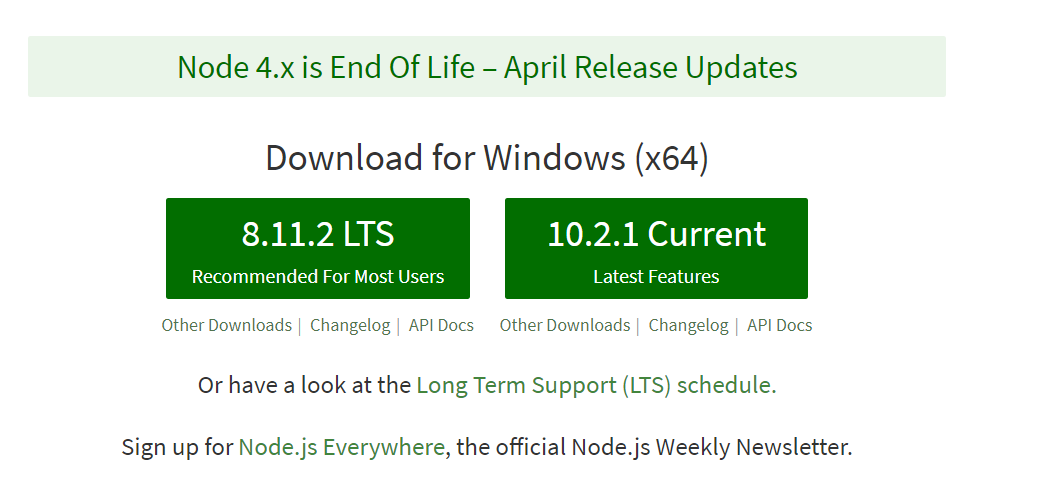 Node 4.x is End Of Life – April Release Updates
Download for Windows (x64)
8.11.2 LTS
Recommended For Most Users
10.2.1 Current
Latest Features
Other Downloads | Changelog | API Docs
Other Downloads | Changelog | API Docs
Or have a look at the Long Term Support (LTS) schedule.
Sign up for Node.js Everywhere, the official Node.js Weekly Newsletter.